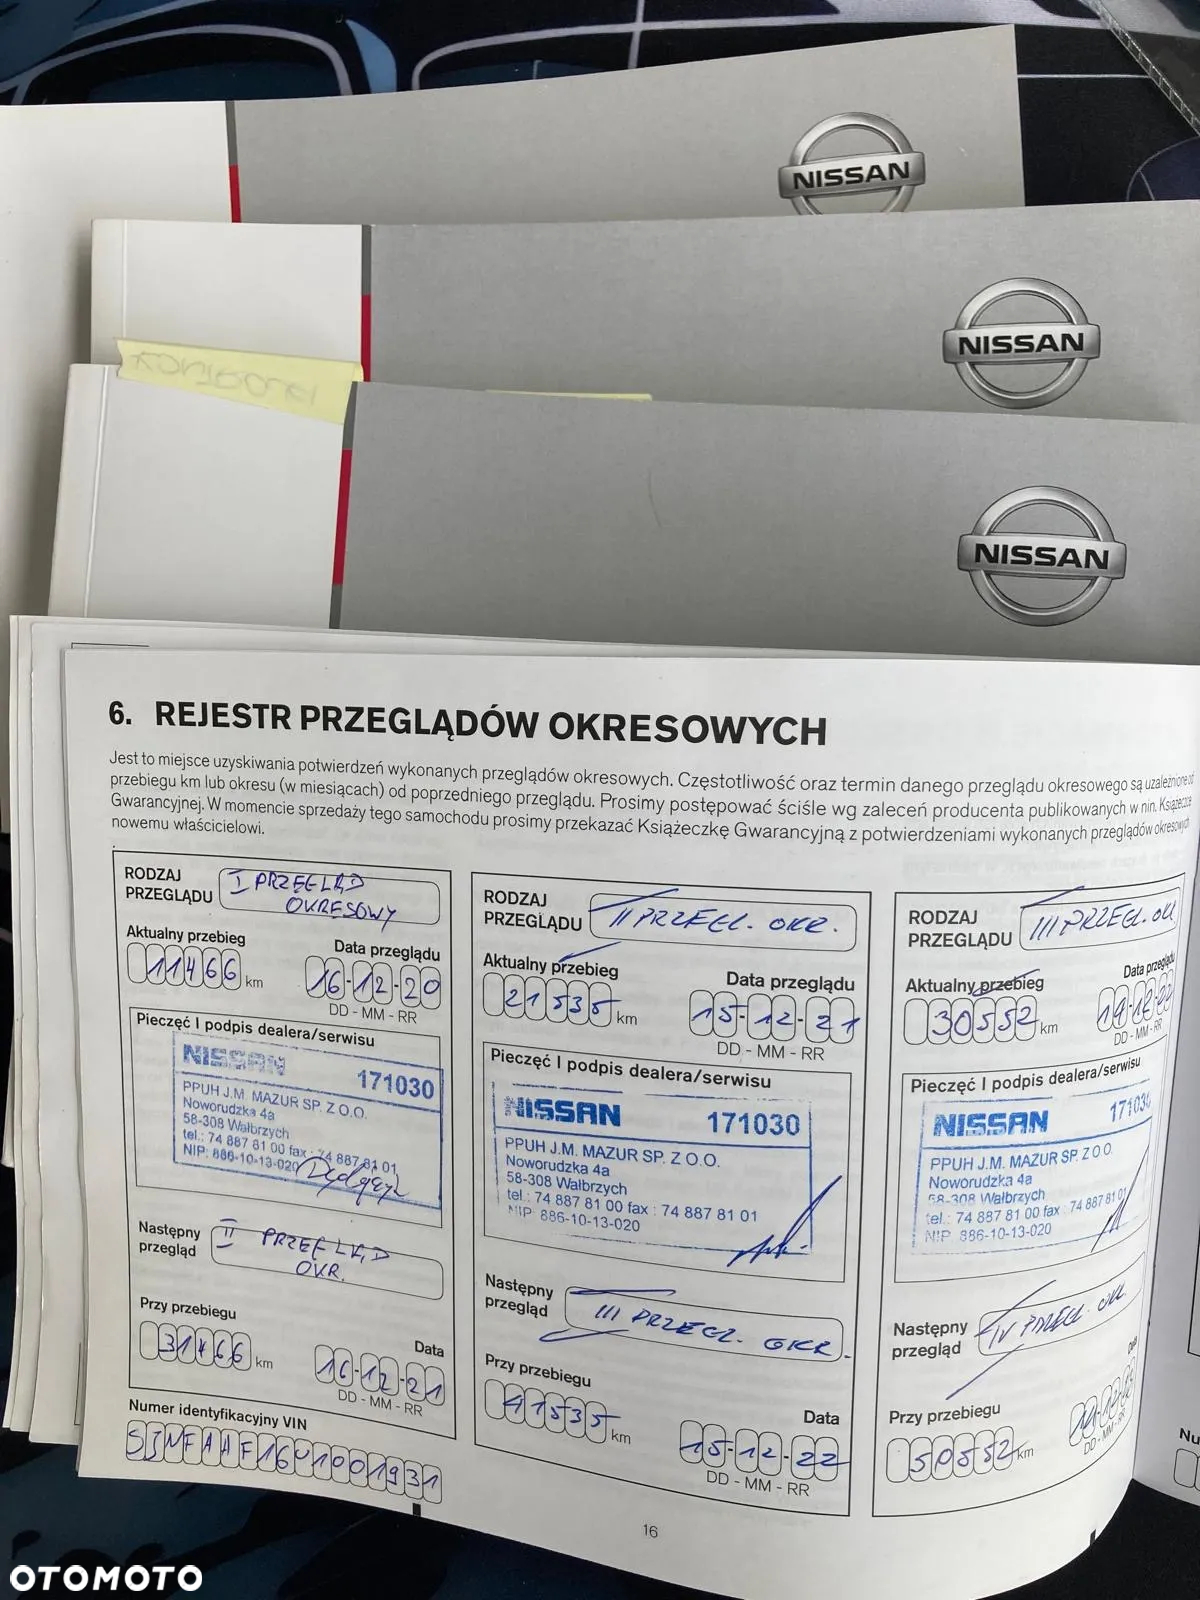 NISSAN
NISSAN
KONTROLKI
NISSAN
6. REJESTR PRZEGLĄDÓW OKRESOWYCH
Jest to miejsce uzyskiwania potwierdzeń wykonanych przeglądów okresowych. Częstotliwość oraz termin danego przeglądu okresowego są uzależnione od
przebiegu km lub okresu (w miesiącach) od poprzedniego przeglądu. Prosimy postępować ściśle wg zaleceń producenta publikowanych w nin. Książeczce
Gwarancyjnej. W momencie sprzedaży tego samochodu prosimy przekazać Książeczkę Gwarancyjną z potwierdzeniami wykonanych przeglądów okresowych
nowemu właścicielowi.
RODZAJ PRZEGLĄDU
I PRZEGLĄD
OKRESOWY
Aktualny przebieg
11466 km
Data przeglądu
16-12-20
DD - MM - RR
Pieczęć I podpis dealera/serwisu
NISSAN 171030
PPUH J.M. MAZUR SP. Z O.O.
Noworudzka 4a
58-308 Wałbrzych
tel.: 74 887 81 00 fax : 74 887 81 01
NIP: 886-10-13-020
Następny przegląd
II PRZEGLĄD
OKR.
Przy przebiegu
31466 km
Data
16-12-21
DD - MM - RR
Numer identyfikacyjny VIN
SJNFAAF16U1001931
RODZAJ PRZEGLĄDU
II PRZEGL. OKR.
Aktualny przebieg
21535 km
Data przeglądu
15-12-21
DD - MM - RR
Pieczęć I podpis dealera/serwisu
NISSAN 171030
PPUH J.M. MAZUR SP. Z O.O.
Noworudzka 4a
58-308 Wałbrzych
tel.: 74 887 81 00 fax : 74 887 81 01
NIP: 886-10-13-020
Następny przegląd
III PRZEGL. OKR.
Przy przebiegu
41535 km
Data
15-12-22
DD - MM - RR
RODZAJ PRZEGLĄDU
III PRZEGL. OK
Aktualny przebieg
30552 km
Data przeglądu
19-12-22
DD - MM - RR
Pieczęć I podpis dealera/serwisu
NISSAN 171030
PPUH J.M. MAZUR SP. Z O.O.
Noworudzka 4a
58-308 Wałbrzych
tel.: 74 887 81 00 fax : 74 887 81 01
NIP: 886-10-13-020
Następny przegląd
IV PRZEGL. OKR.
Przy przebiegu
50552 km
Data
DD - MM - RR
Nu
16
OTOMOTO